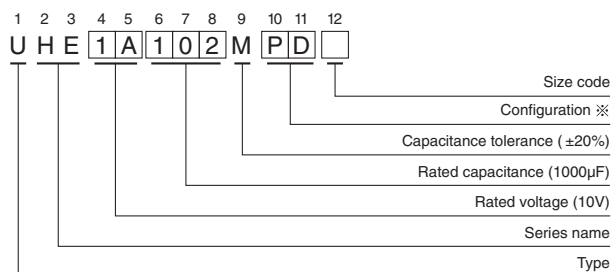 1 2 3 4 5 6 7 8 9 10 11 12
U H E 1 A 1 0 2 M P D
Size code
Configuration ※
Capacitance tolerance ( ±20%)
Rated capacitance (1000µF)
Rated voltage (10V)
Series name
Type